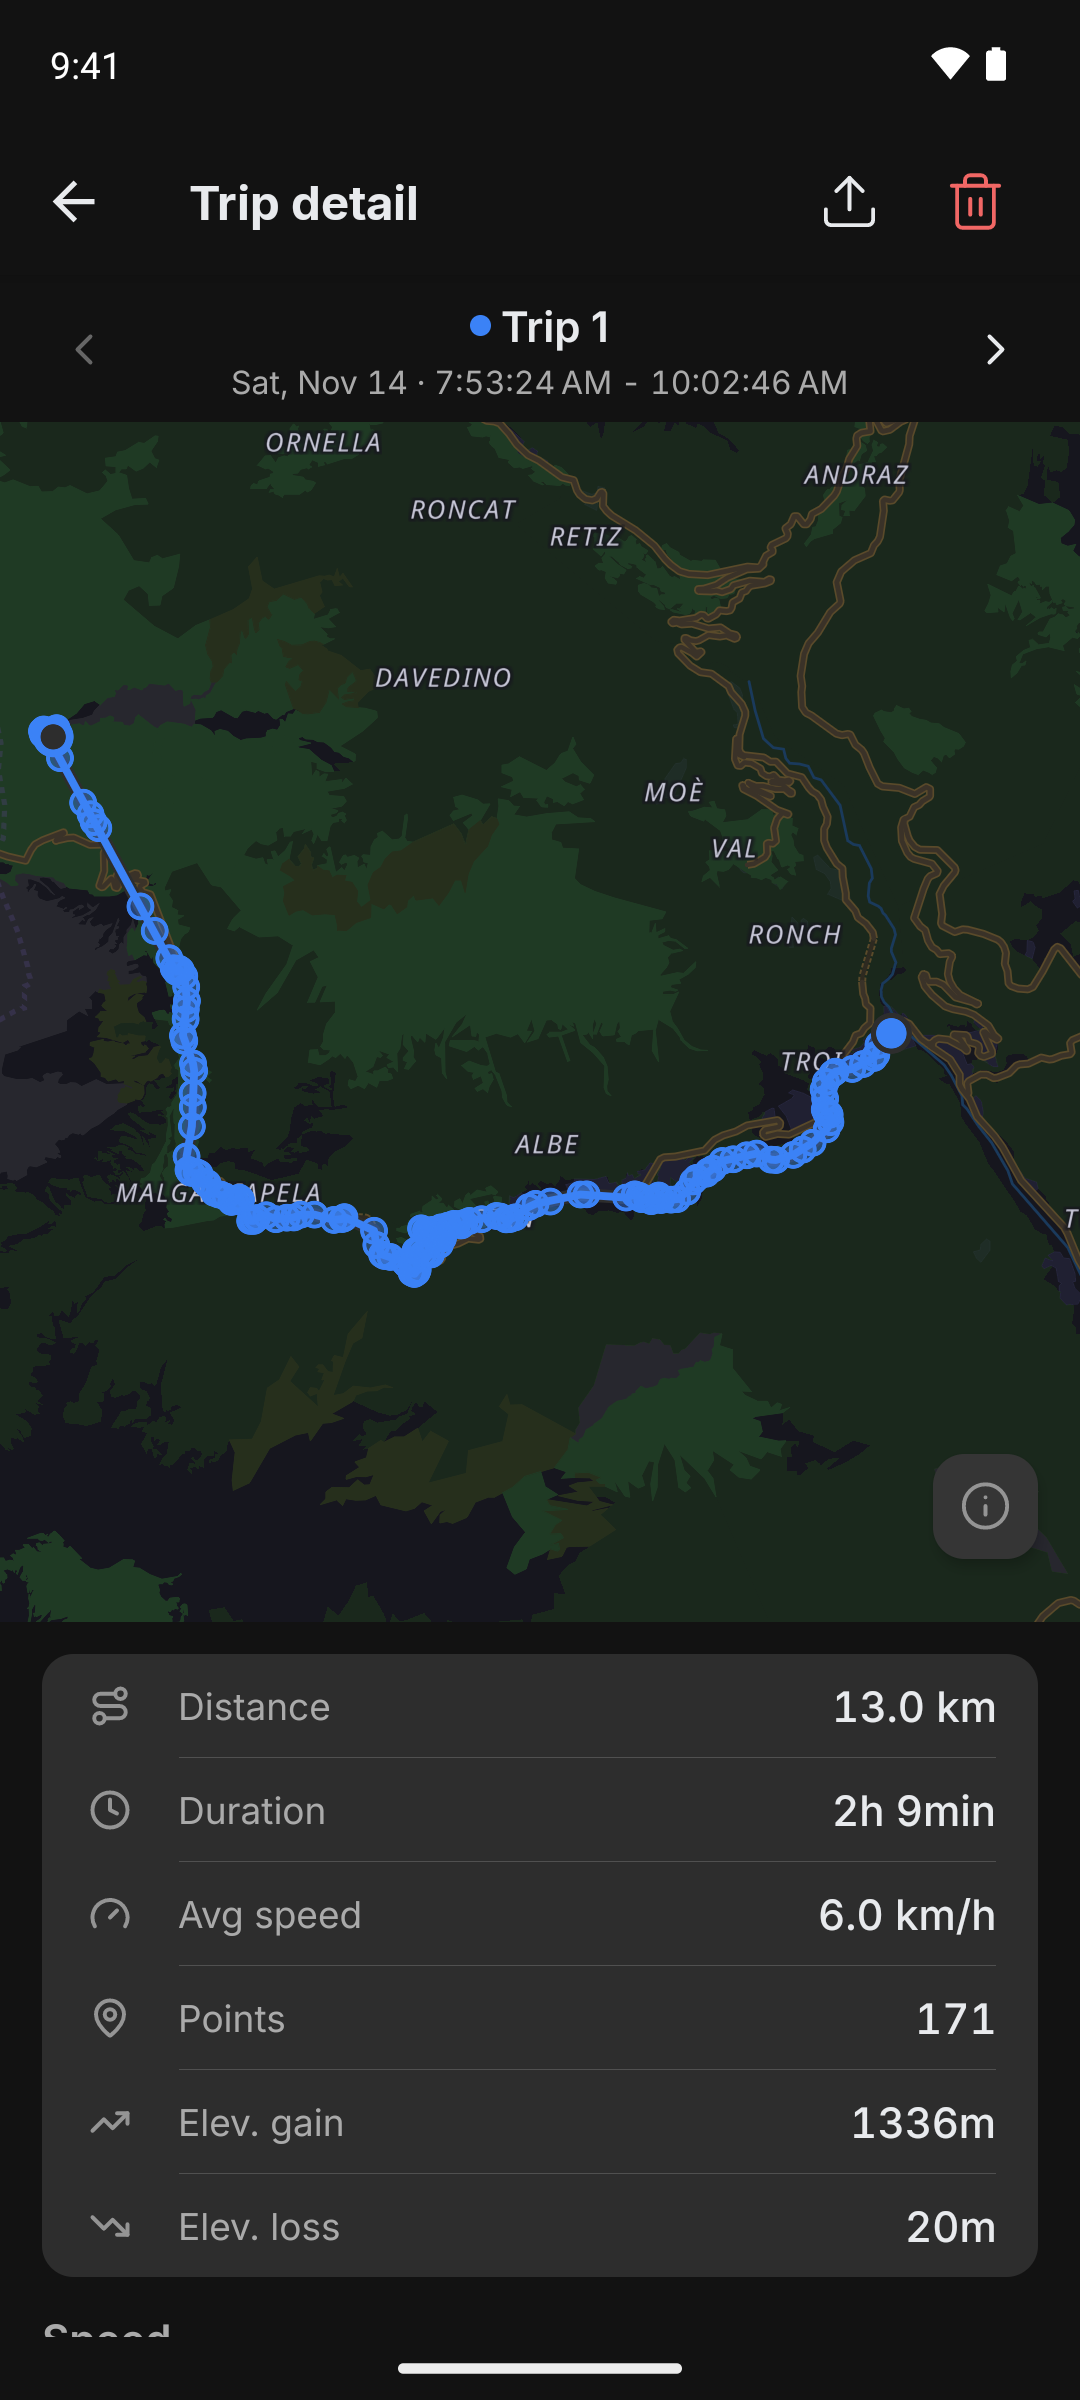 9:41
Trip detail
Trip 1
Sat, Nov 14 · 7:53:24 AM - 10:02:46 AM
ORNELLA
ANDRAZ
RONCAT
RETIZ
DAVEDINO
MOÈ
VAL
RONCH
ALBE
Distance 13.0 km
Duration 2h 9min
Avg speed 6.0 km/h
Points 171
Elev. gain 1336m
Elev. loss 20m
Speed